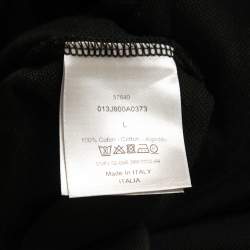 57640
013J800A0373
L
100% Cotton - Cotton - Algodón
Made in ITALY
ITALIA